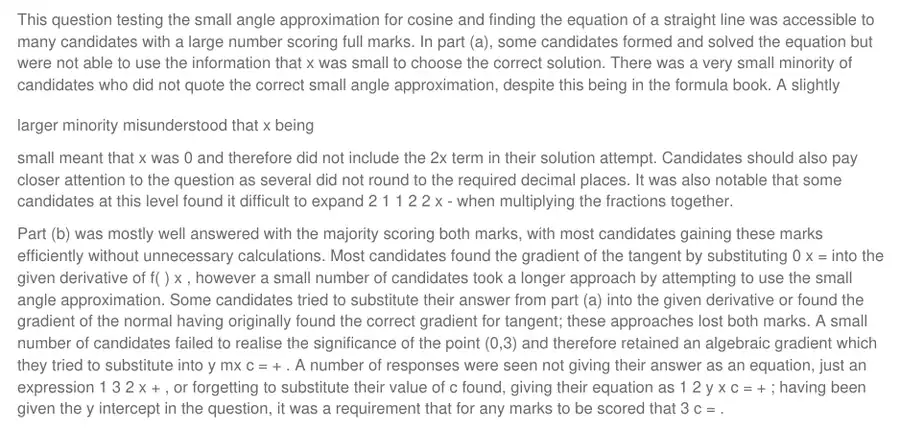 This question testing the small angle approximation for cosine and finding the equation of a straight line was accessible to
many candidates with a large number scoring full marks. In part (a), some candidates formed and solved the equation but
were not able to use the information that x was small to choose the correct solution. There was a very small minority of
candidates who did not quote the correct small angle approximation, despite this being in the formula book. A slightly
larger minority misunderstood that x being
small meant that x was 0 and therefore did not include the 2x term in their solution attempt. Candidates should also pay
closer attention to the question as several did not round to the required decimal places. It was also notable that some
candidates at this level found it difficult to expand 2 1 1 2 2 x - when multiplying the fractions together.
Part (b) was mostly well answered with the majority scoring both marks, with most candidates gaining these marks
efficiently without unnecessary calculations. Most candidates found the gradient of the tangent by substituting 0 x = into the
given derivative of f( ) x , however a small number of candidates took a longer approach by attempting to use the small
angle approximation. Some candidates tried to substitute their answer from part (a) into the given derivative or found the
gradient of the normal having originally found the correct gradient for tangent; these approaches lost both marks. A small
number of candidates failed to realise the significance of the point (0,3) and therefore retained an algebraic gradient which
they tried to substitute into y mx c = + . A number of responses were seen not giving their answer as an equation, just an
expression 1 3 2 x + , or forgetting to substitute their value of c found, giving their equation as 1 2 y x c = + ; having been
given the y intercept in the question, it was a requirement that for any marks to be scored that 3 c = .